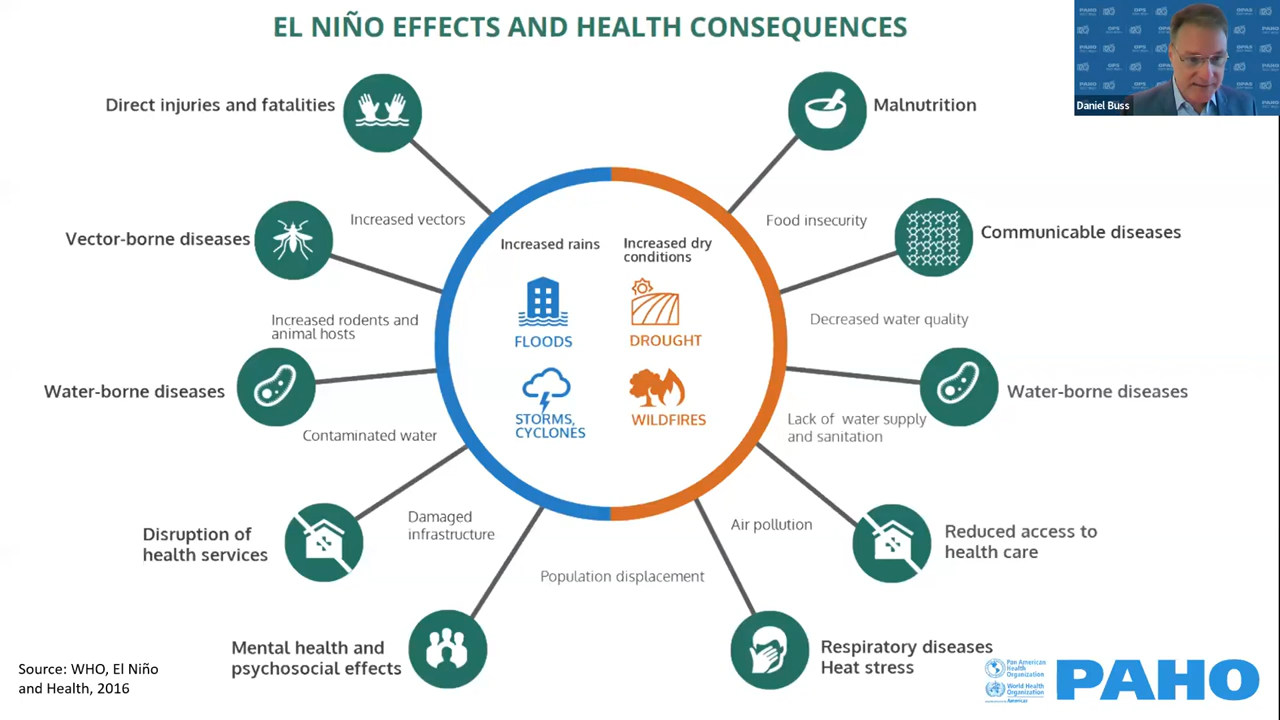 EL NIÑO EFFECTS AND HEALTH CONSEQUENCES
Daniel Buss
Direct injuries and fatalities
Malnutrition
Increased vectors
Food insecurity
Vector-borne diseases
Communicable diseases
Increased rains
Increased dry
conditions
Increased rodents and
animal hosts
Decreased water quality
FLOODS
DROUGHT
Water-borne diseases
Water-borne diseases
STORMS,
CYCLONES
WILDFIRES
Contaminated water
Lack of water supply
and sanitation
Disruption of
health services
Damaged
infrastructure
Air pollution
Reduced access to
health care
Population displacement
Mental health and
psychosocial effects
Respiratory diseases
Heat stress
Source: WHO, El Niño
and Health, 2016
Pan American
Health
Organization
World Health
Organization
Americas
PAHO